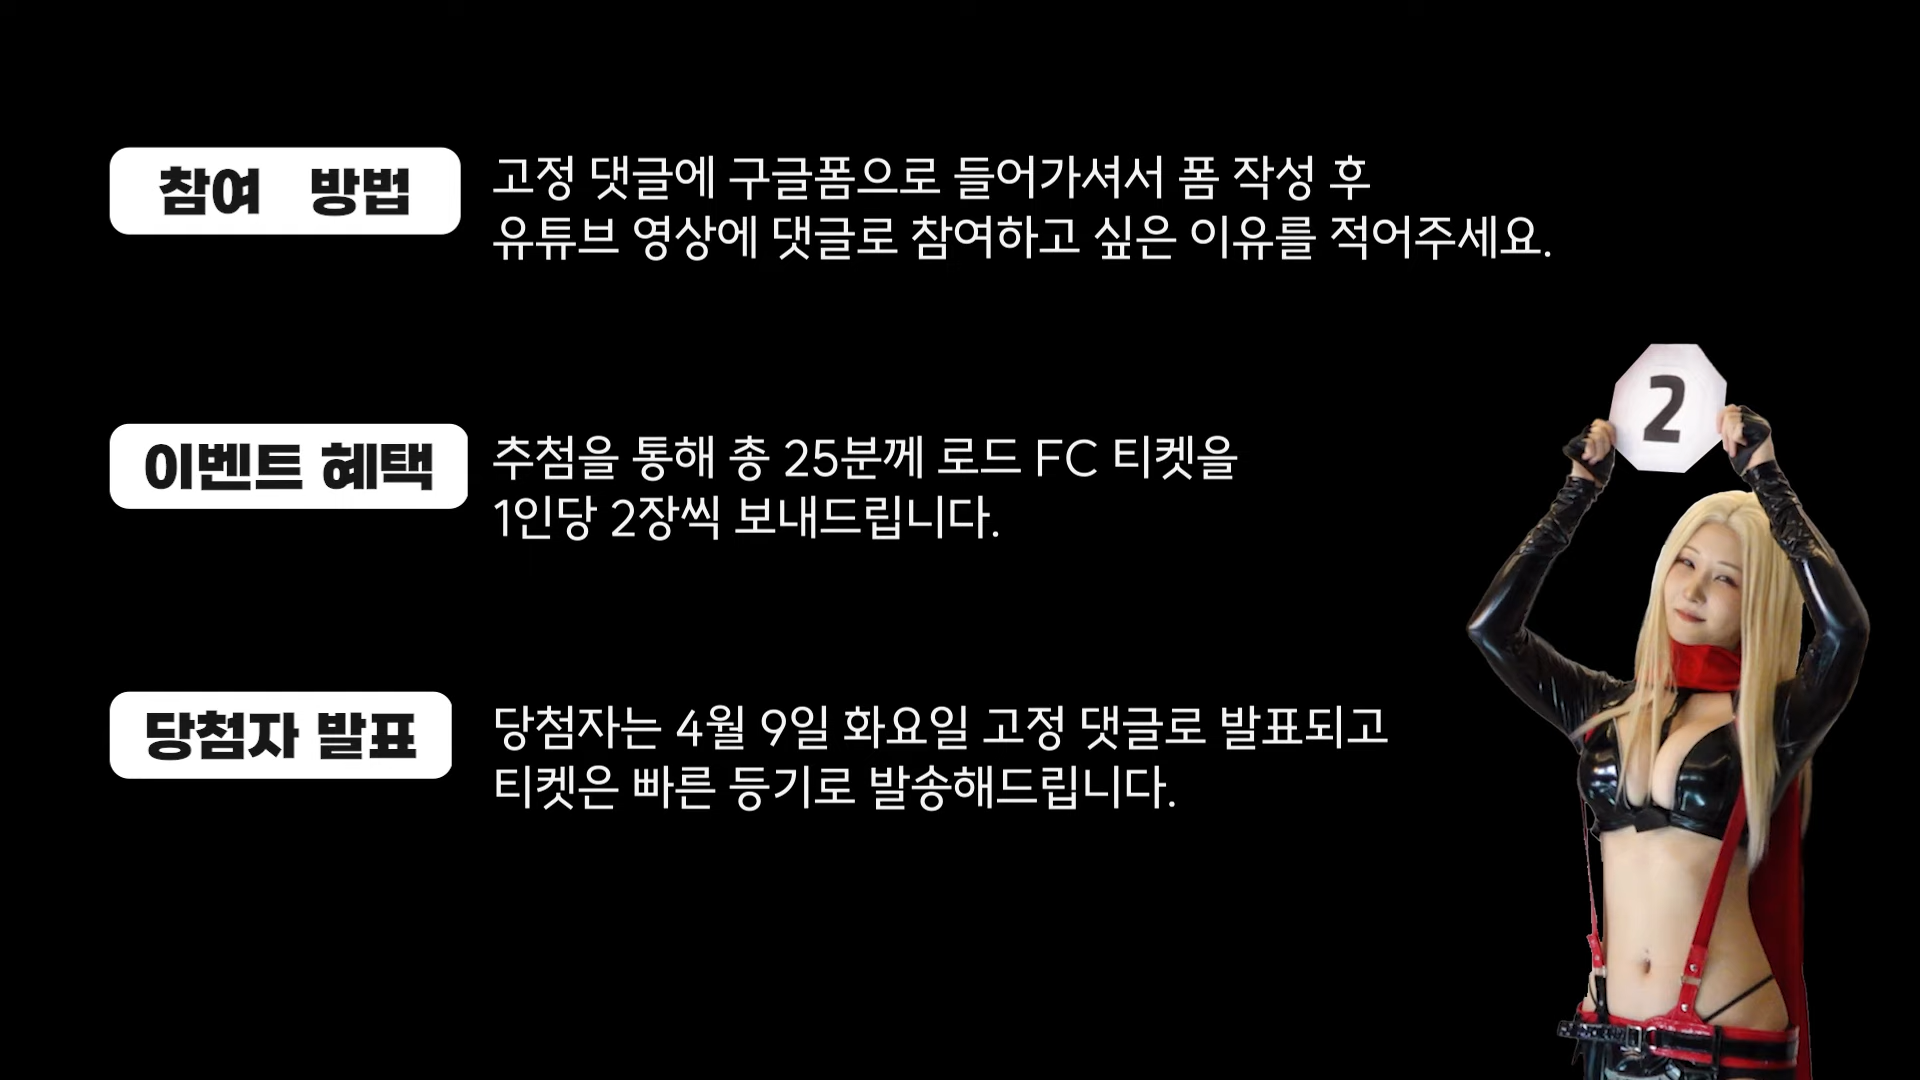 참여 방법
고정 댓글에 구글폼으로 들어가셔서 폼 작성 후
유튜브 영상에 댓글로 참여하고 싶은 이유를 적어주세요.
2
이벤트 혜택
추첨을 통해 총 25분께 로드 FC 티켓을
1인당 2장씩 보내드립니다.
당첨자 발표
당첨자는 4월 9일 화요일 고정 댓글로 발표되고
티켓은 빠른 등기로 발송해드립니다.